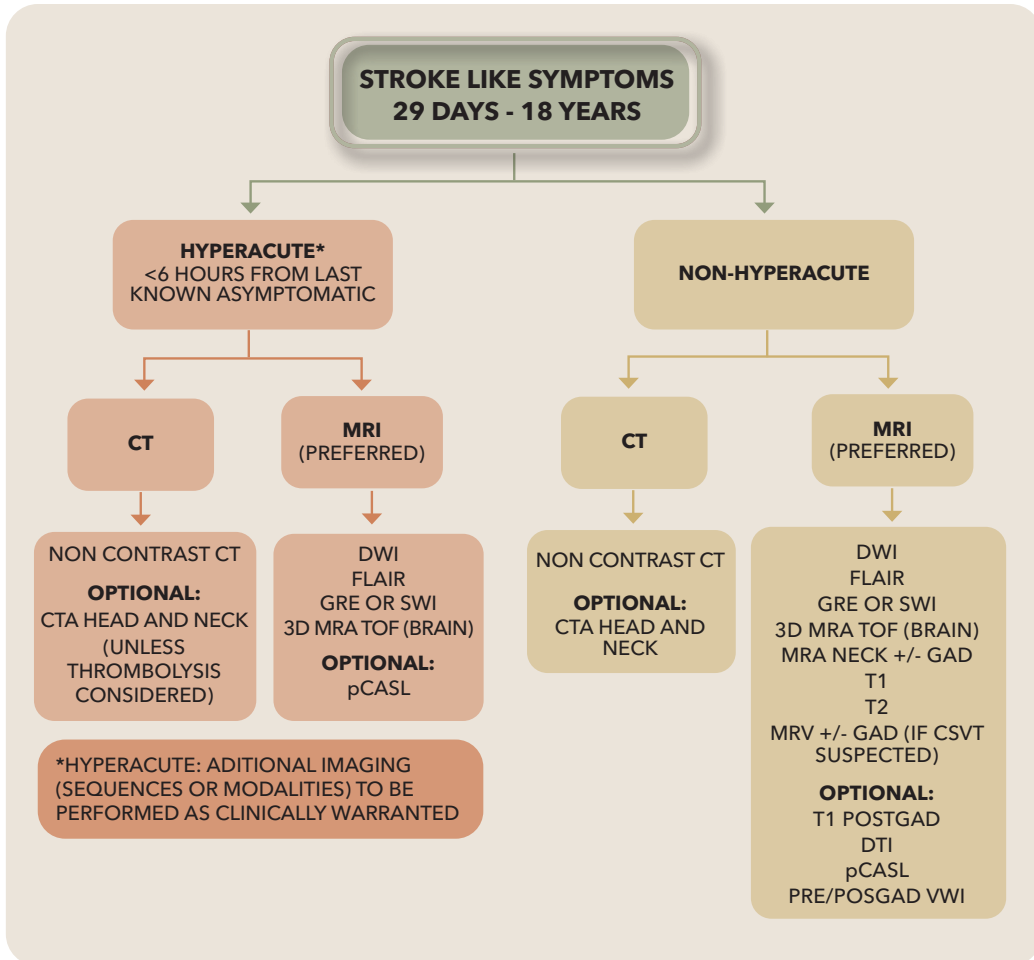 STROKE LIKE SYMPTOMS
29 DAYS - 18 YEARS
HYPERACUTE*
<6 HOURS FROM LAST
KNOWN ASYMPTOMATIC
NON-HYPERACUTE
CT
MRI
(PREFERRED)
CT
MRI
(PREFERRED)
NON CONTRAST CT
OPTIONAL:
CTA HEAD AND NECK
(UNLESS
THROMBOLYSIS
CONSIDERED)
DWI
FLAIR
GRE OR SWI
3D MRA TOF (BRAIN)
OPTIONAL:
pCASL
NON CONTRAST CT
OPTIONAL:
CTA HEAD AND
NECK
DWI
FLAIR
GRE OR SWI
3D MRA TOF (BRAIN)
MRA NECK +/- GAD
T1
T2
MRV +/- GAD (IF CSVT
SUSPECTED)
OPTIONAL:
T1 POSTGAD
DTI
pCASL
PRE/POSGAD VWI
*HYPERACUTE: ADITIONAL IMAGING
(SEQUENCES OR MODALITIES) TO BE
PERFORMED AS CLINICALLY WARRANTED